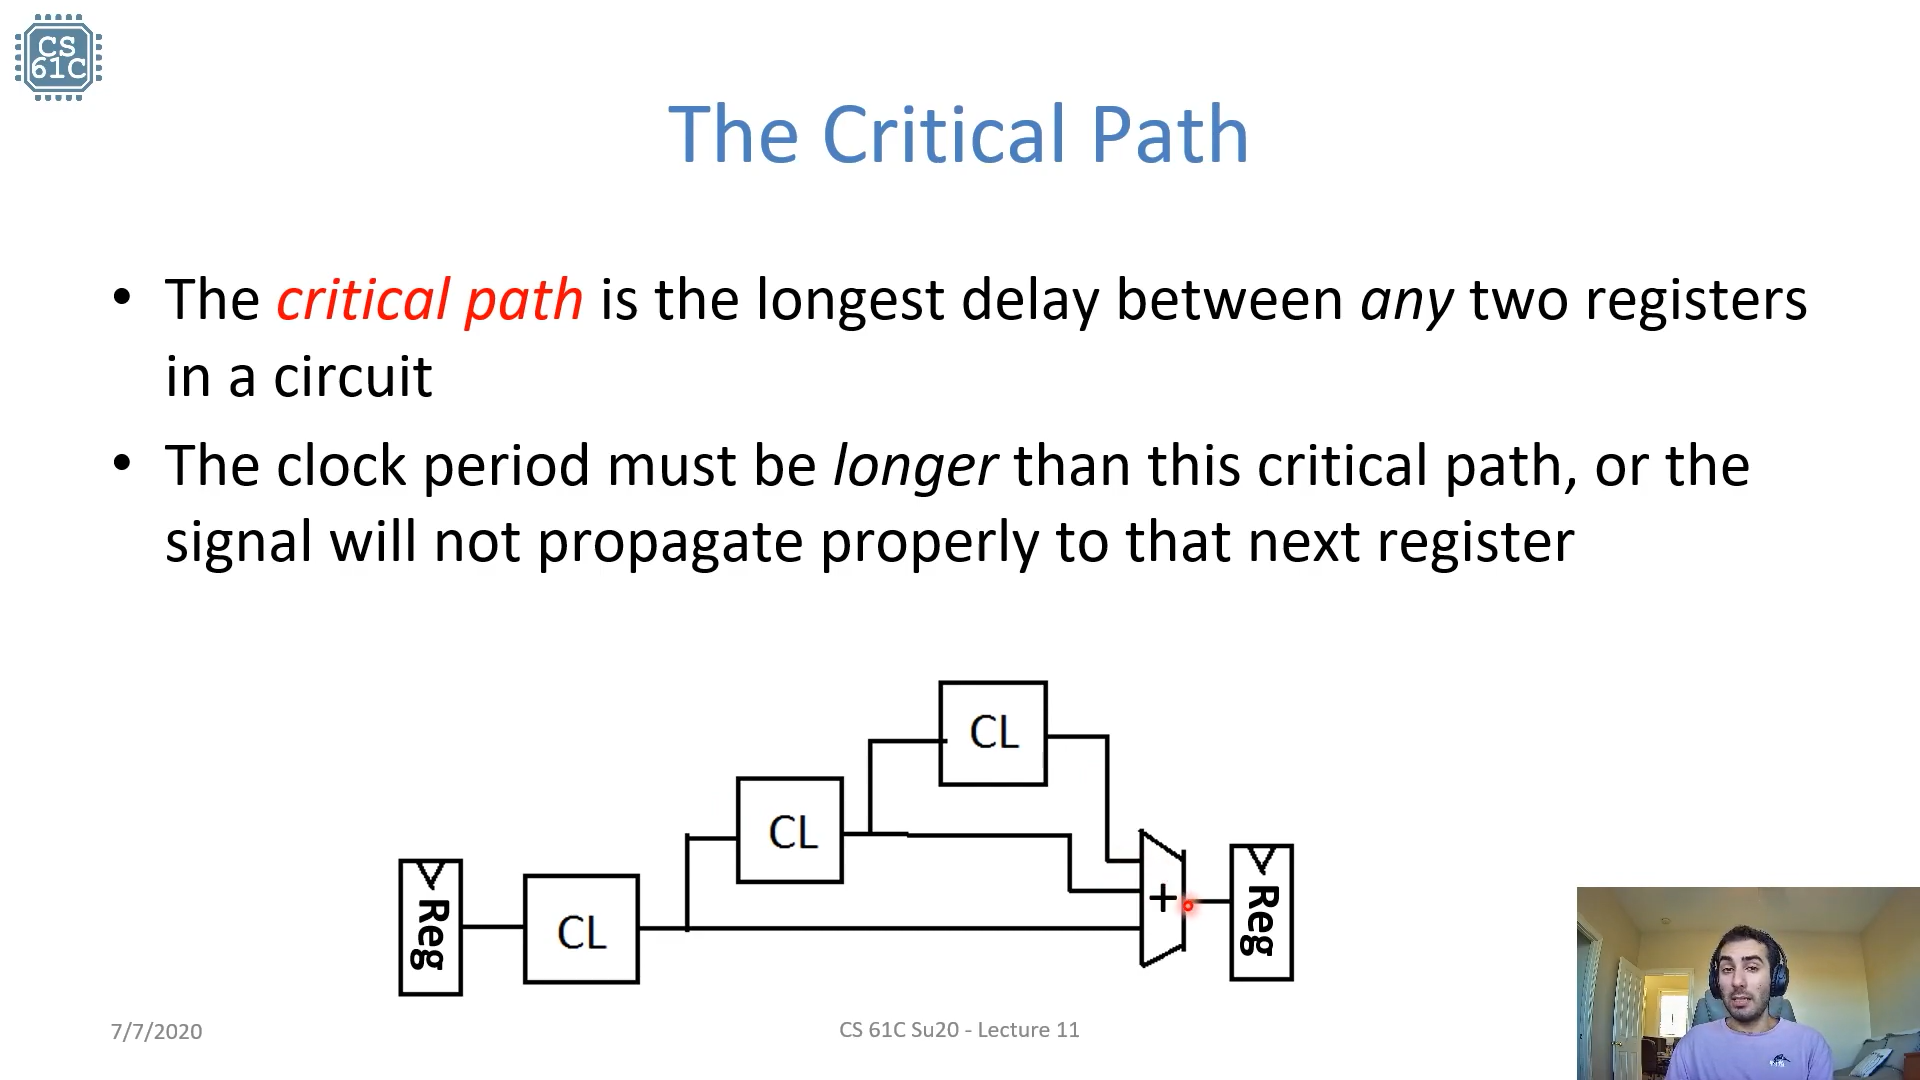 CS
61C
The Critical Path
• The critical path is the longest delay between any two registers
in a circuit
• The clock period must be longer than this critical path, or the
signal will not propagate properly to that next register
CL
CL
CL
+
Reg
Reg
7/7/2020
CS 61C Su20 - Lecture 11